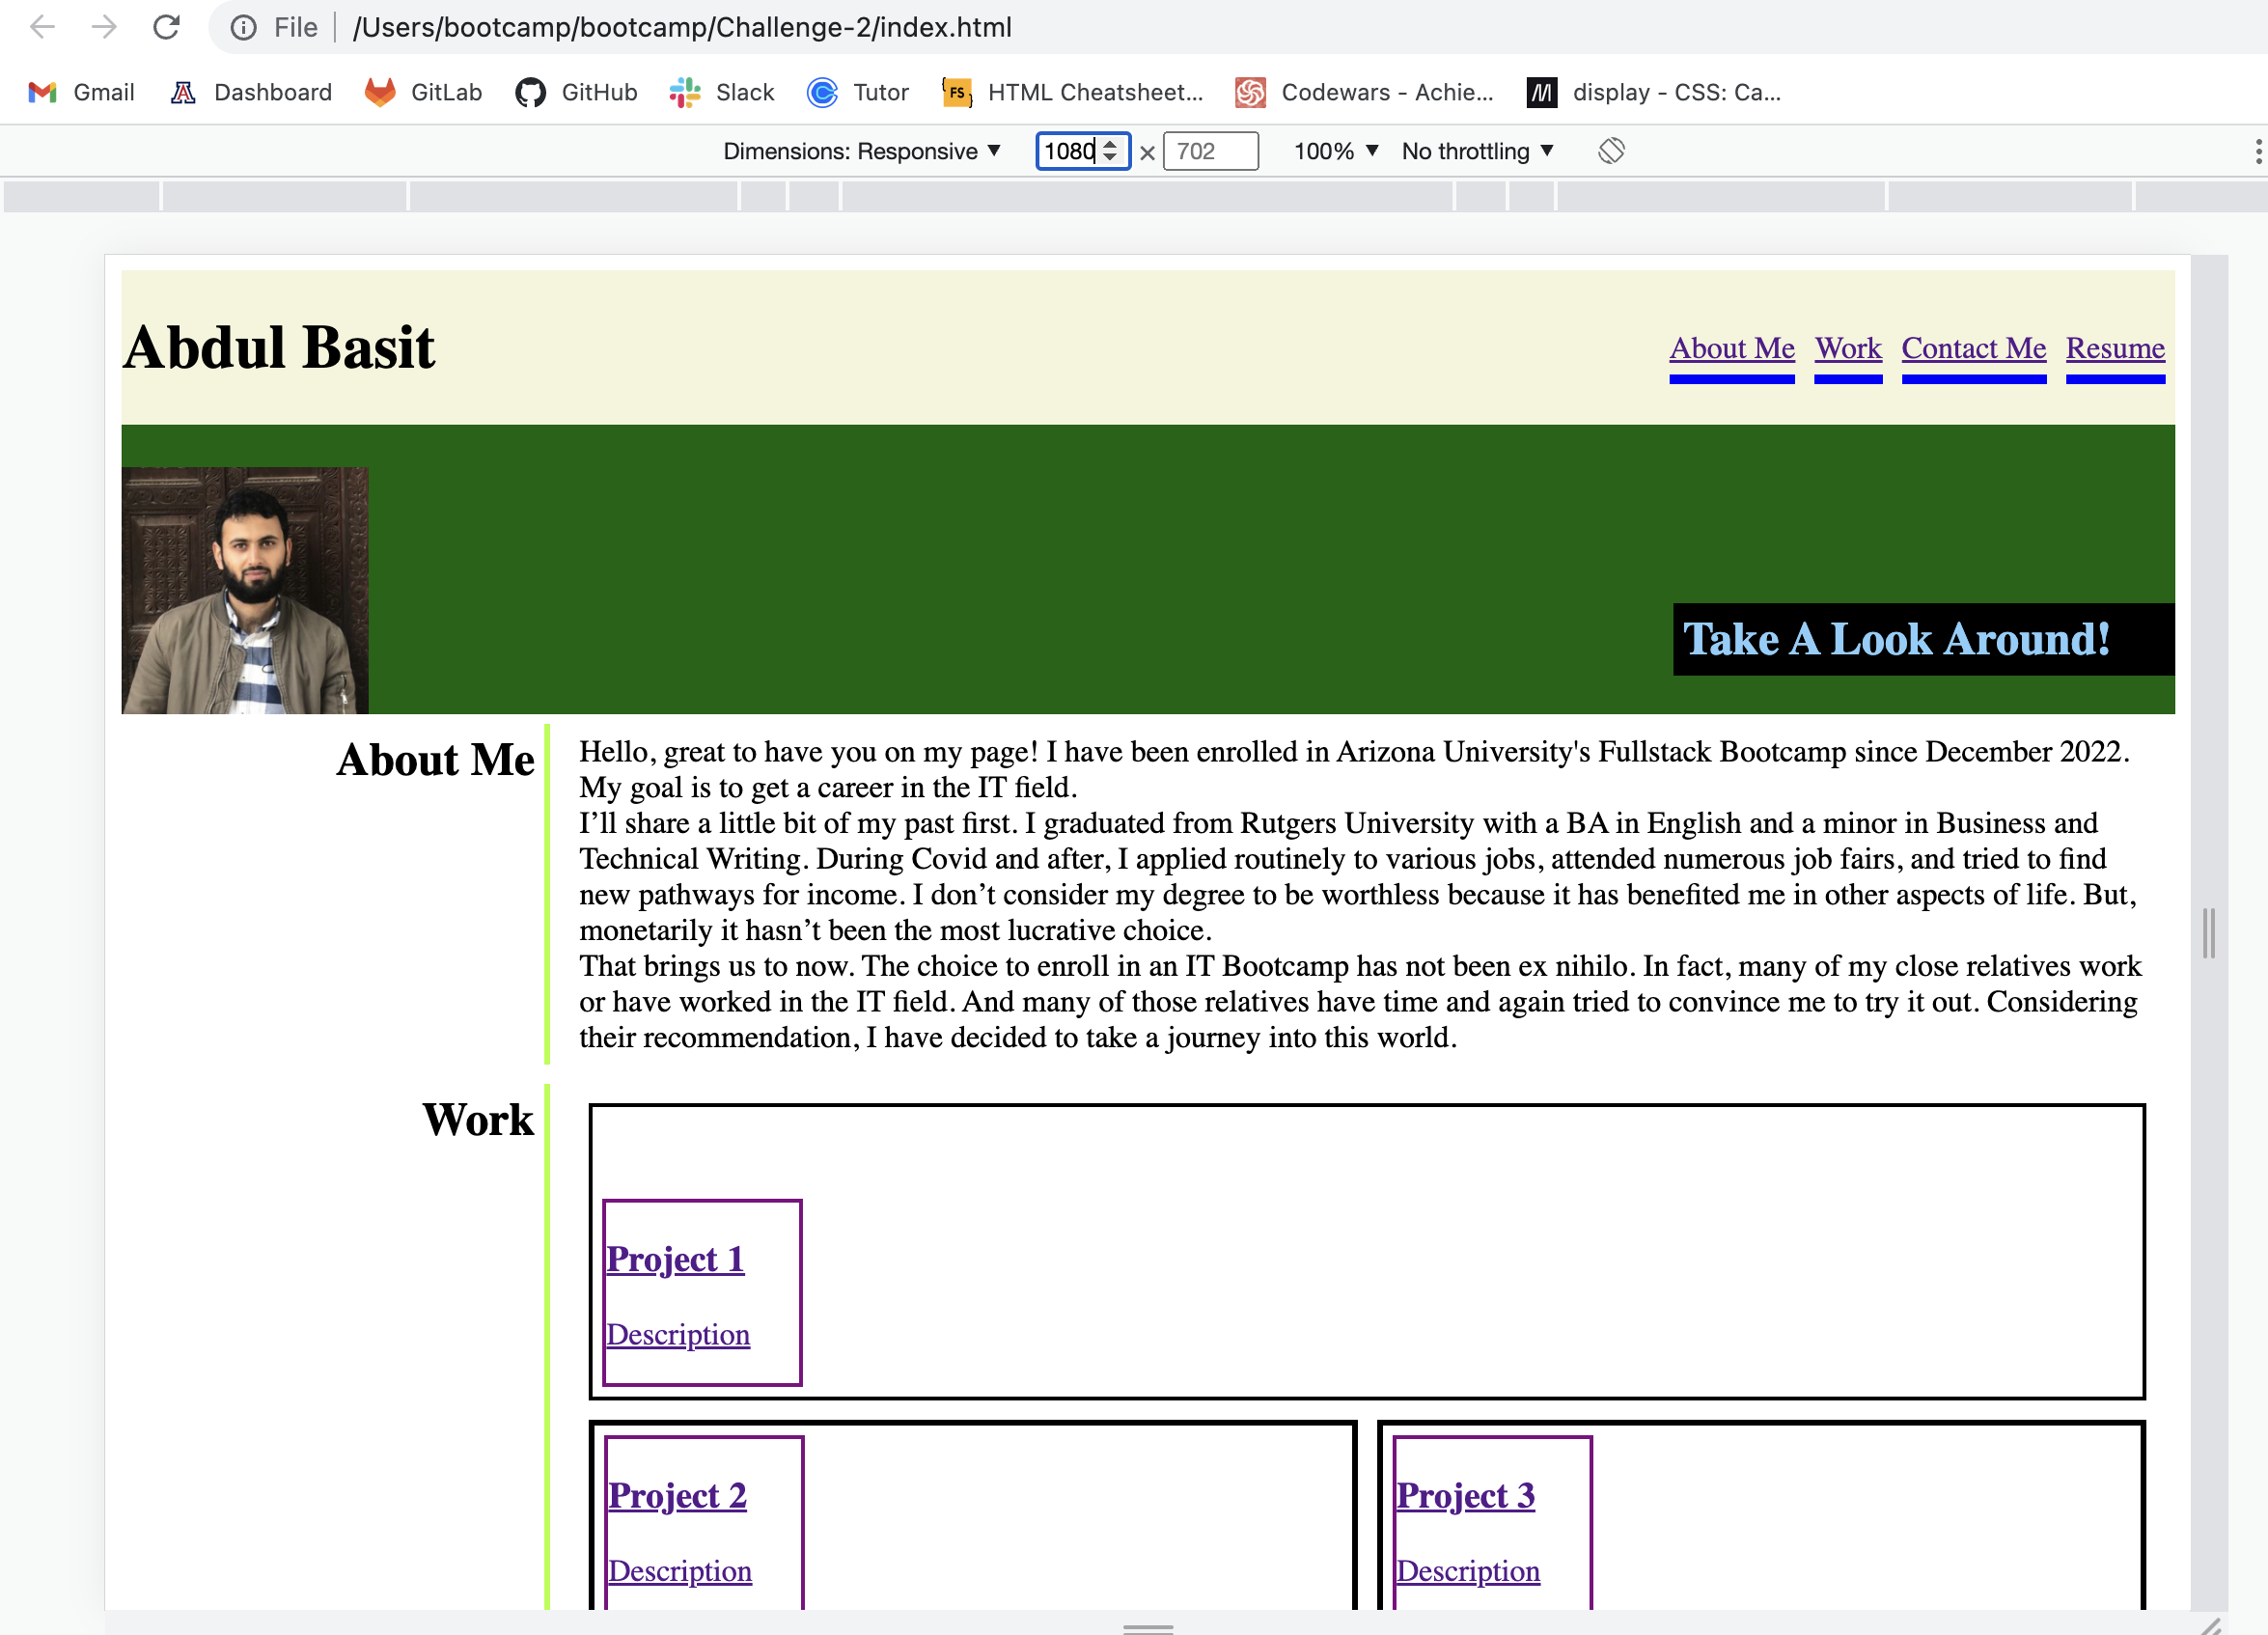 File /Users/bootcamp/bootcamp/Challenge-2/index.html
Gmail Dashboard GitLab GitHub Slack Tutor FS HTML Cheatsheet... Codewars - Achie... display - CSS: Ca...
Dimensions: Responsive ▼ 1080 × 702 100% ▼ No throttling ▼
Abdul Basit
About Me Work Contact Me Resume
Take A Look Around!
About Me
Hello, great to have you on my page! I have been enrolled in Arizona University's Fullstack Bootcamp since December 2022.
My goal is to get a career in the IT field.
I’ll share a little bit of my past first. I graduated from Rutgers University with a BA in English and a minor in Business and
Technical Writing. During Covid and after, I applied routinely to various jobs, attended numerous job fairs, and tried to find
new pathways for income. I don’t consider my degree to be worthless because it has benefited me in other aspects of life. But,
monetarily it hasn’t been the most lucrative choice.
That brings us to now. The choice to enroll in an IT Bootcamp has not been ex nihilo. In fact, many of my close relatives work
or have worked in the IT field. And many of those relatives have time and again tried to convince me to try it out. Considering
their recommendation, I have decided to take a journey into this world.
Work
Project 1
Description
Project 2
Description
Project 3
Description